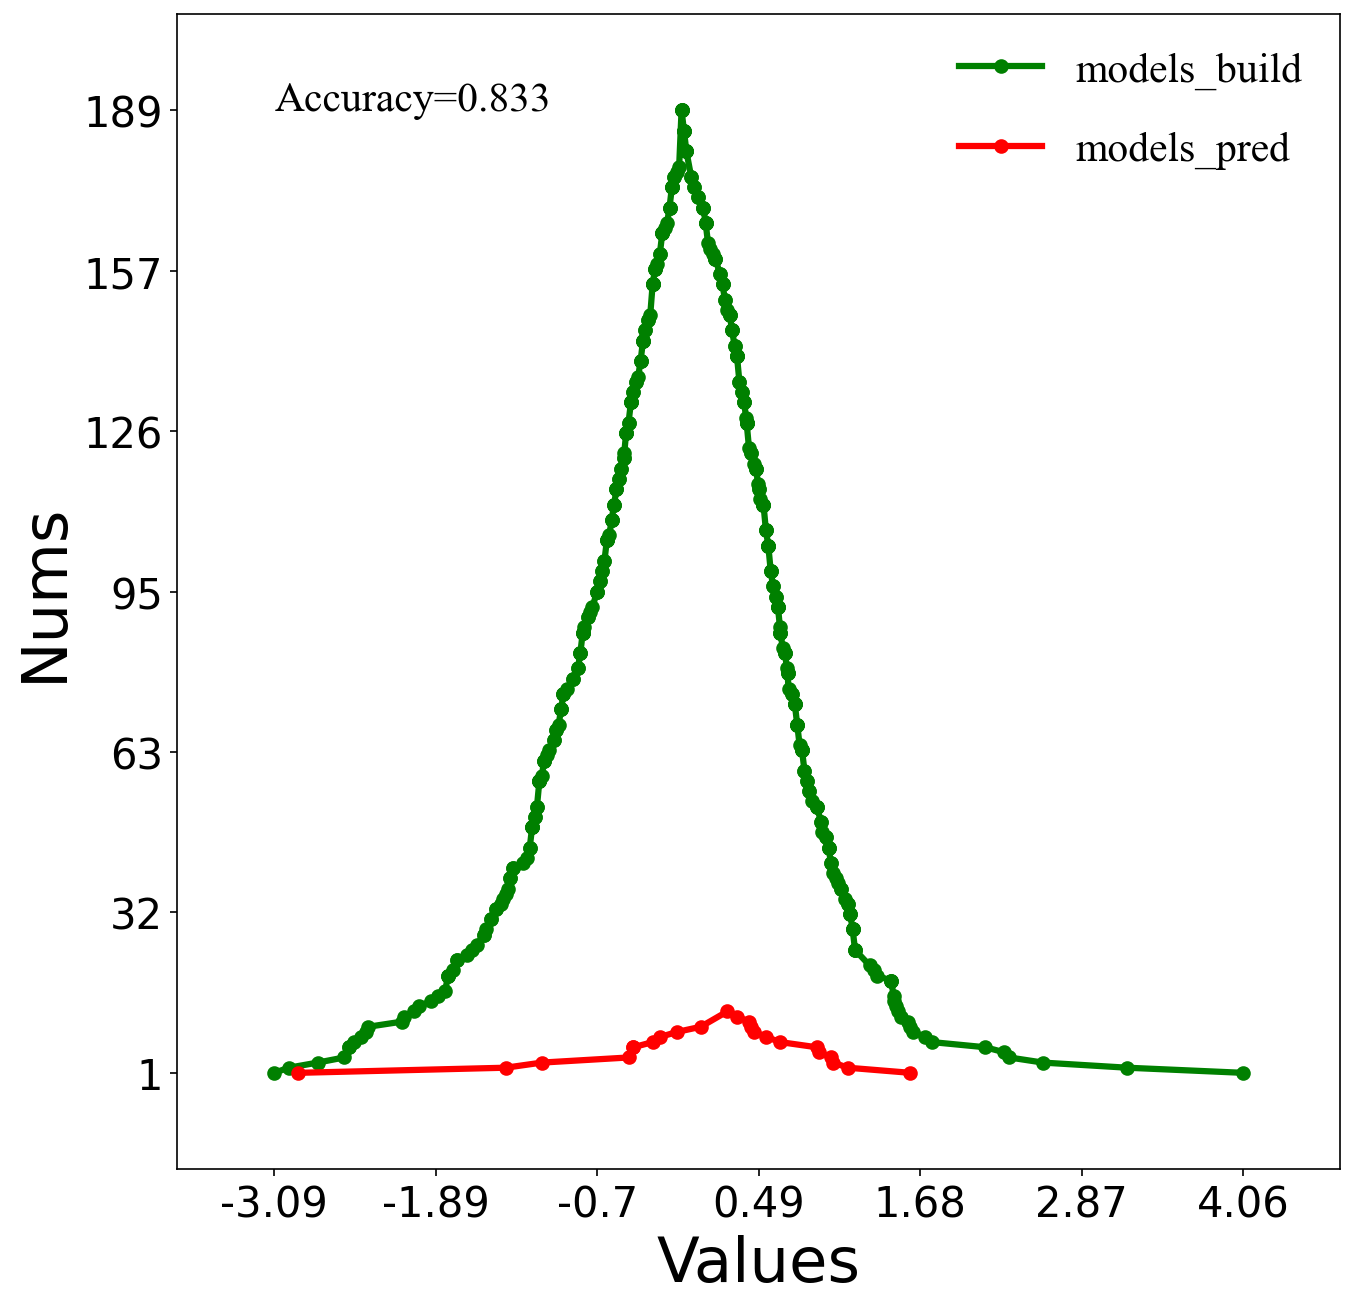 models_build
Accuracy=0.833
models_pred
189
157
126
95
63
32
1
Nums
-3.09 -1.89 -0.7 0.49 1.68 2.87 4.06
Values